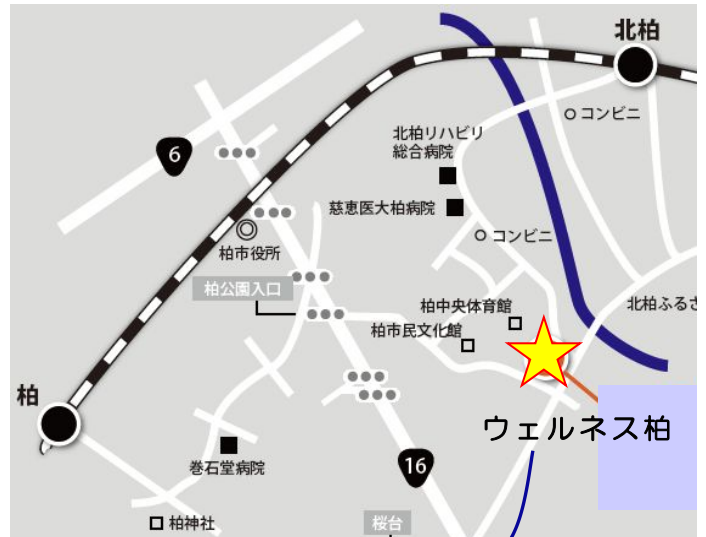 北柏
コンビニ
北柏リハビリ
総合病院
6
慈恵医大柏病院
コンビニ
柏市役所
柏公園入口
柏中央体育館
北柏ふるさ
柏市民文化館
柏
ウェルネス柏
16
巻石堂病院
柏神社
桜台